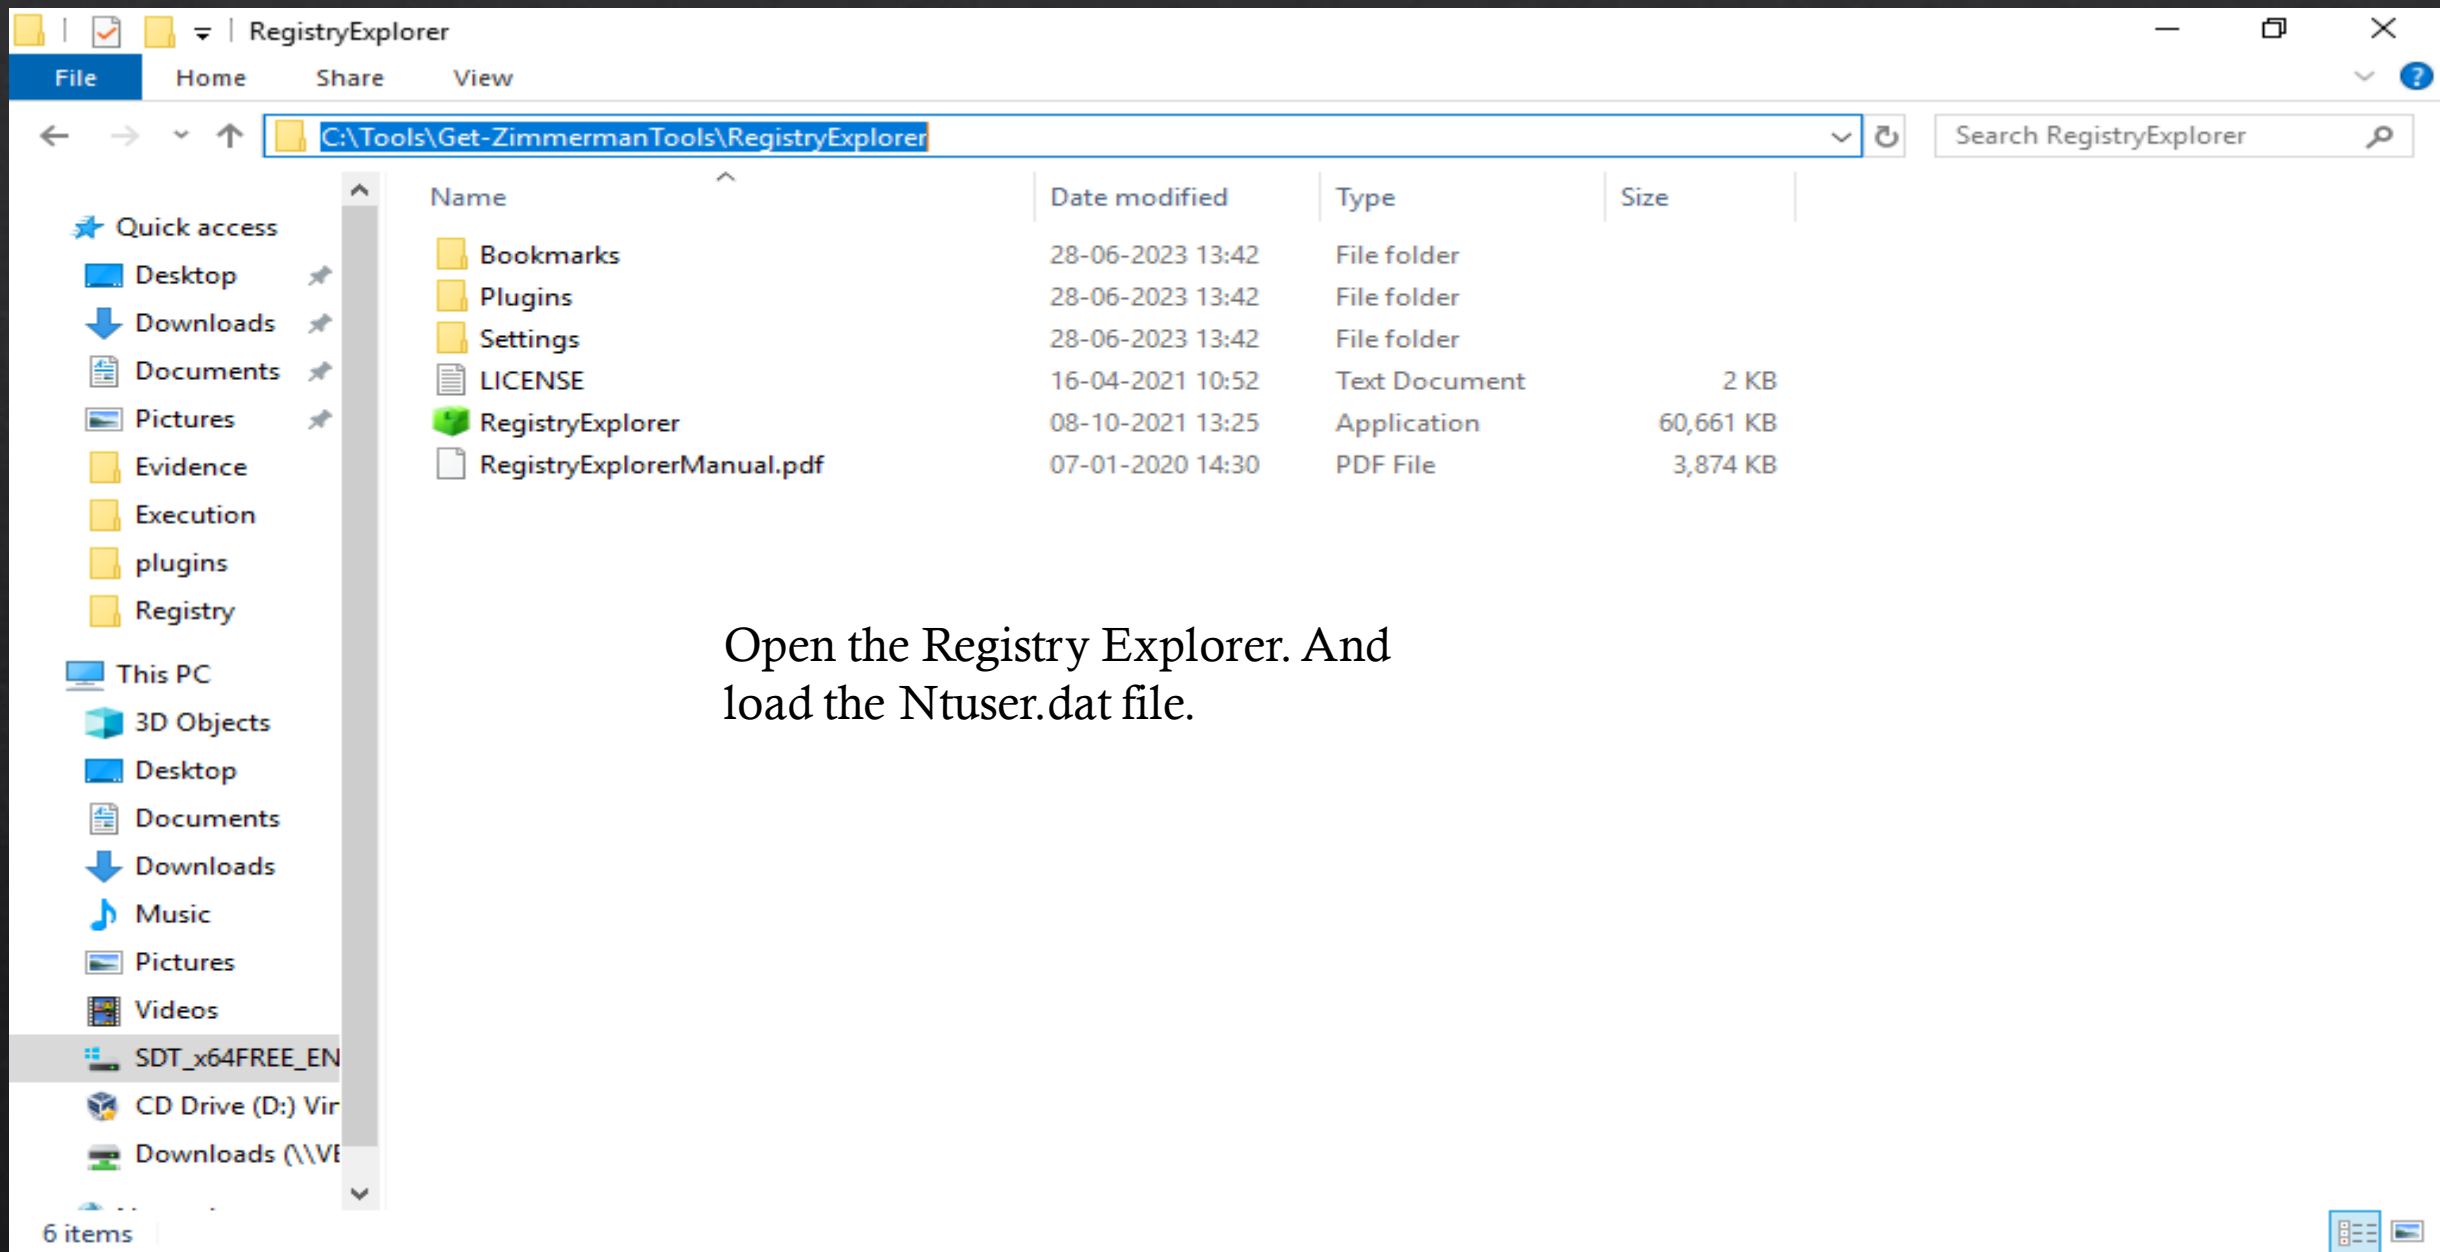 RegistryExplorer
File Home Share View
C:\Tools\Get-ZimmermanTools\RegistryExplorer
Search RegistryExplorer
Name Date modified Type Size
Quick access
Desktop
Downloads
Documents
Pictures
Evidence
Execution
plugins
Registry
This PC
3D Objects
Desktop
Documents
Downloads
Music
Pictures
Videos
SDT_x64FREE_EN
CD Drive (D:) Vir
Downloads (\\VE
Bookmarks 28-06-2023 13:42 File folder
Plugins 28-06-2023 13:42 File folder
Settings 28-06-2023 13:42 File folder
LICENSE 16-04-2021 10:52 Text Document 2 KB
RegistryExplorer 08-10-2021 13:25 Application 60,661 KB
RegistryExplorerManual.pdf 07-01-2020 14:30 PDF File 3,874 KB
Open the Registry Explorer. And
load the Ntuser.dat file.
6 items